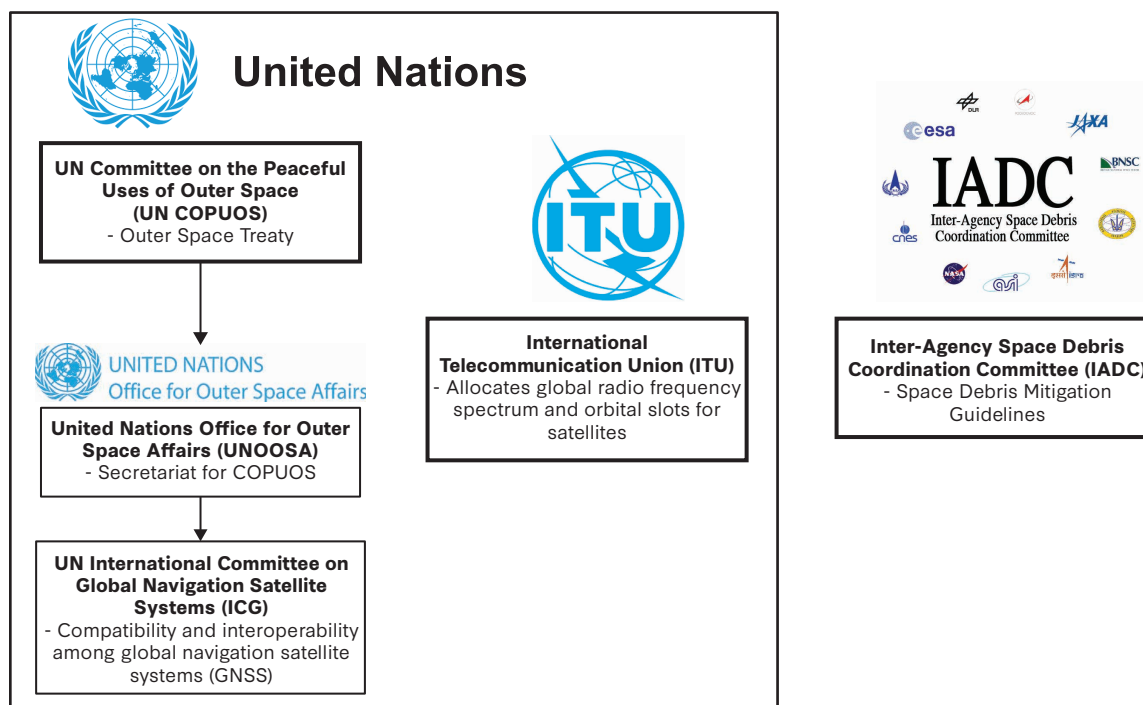 United Nations
UN Committee on the Peaceful
Uses of Outer Space
(UN COPUOS)
- Outer Space Treaty
UNITED NATIONS
Office for Outer Space Affairs
United Nations Office for Outer
Space Affairs (UNOOSA)
- Secretariat for COPUOS
UN International Committee on
Global Navigation Satellite
Systems (ICG)
- Compatibility and interoperability
among global navigation satellite
systems (GNSS)
ITU
International
Telecommunication Union (ITU)
- Allocates global radio frequency
spectrum and orbital slots for
satellites
DLR
esa
JAXA
BNSC
IADC
Inter-Agency Space Debris
Coordination Committee
cnes
NASA
asi
इसरो isro
Inter-Agency Space Debris
Coordination Committee (IADC)
- Space Debris Mitigation
Guidelines